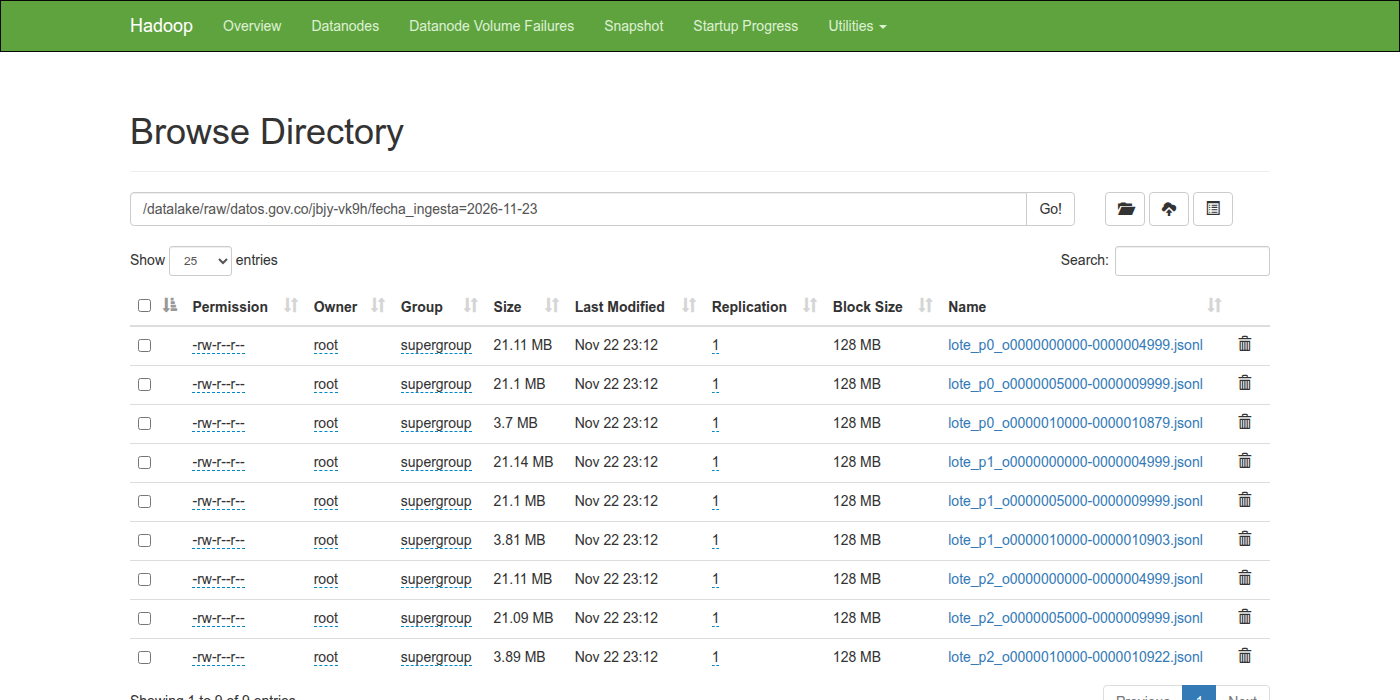 Hadoop Overview Datanodes Datanode Volume Failures Snapshot Startup Progress Utilities
Browse Directory
/datalake/raw/datos.gov.co/jbjy-vk9h/fecha_ingesta=2026-11-23 Go!
Show 25 entries Search:
Permission Owner Group Size Last Modified Replication Block Size Name
-rw-r--r-- root supergroup 21.11 MB Nov 22 23:12 1 128 MB lote_p0_o0000000000-0000004999.jsonl
-rw-r--r-- root supergroup 21.1 MB Nov 22 23:12 1 128 MB lote_p0_o0000005000-0000009999.jsonl
-rw-r--r-- root supergroup 3.7 MB Nov 22 23:12 1 128 MB lote_p0_o0000010000-0000010879.jsonl
-rw-r--r-- root supergroup 21.14 MB Nov 22 23:12 1 128 MB lote_p1_o0000000000-0000004999.jsonl
-rw-r--r-- root supergroup 21.1 MB Nov 22 23:12 1 128 MB lote_p1_o0000005000-0000009999.jsonl
-rw-r--r-- root supergroup 3.81 MB Nov 22 23:12 1 128 MB lote_p1_o0000010000-0000010903.jsonl
-rw-r--r-- root supergroup 21.11 MB Nov 22 23:12 1 128 MB lote_p2_o0000000000-0000004999.jsonl
-rw-r--r-- root supergroup 21.09 MB Nov 22 23:12 1 128 MB lote_p2_o0000005000-0000009999.jsonl
-rw-r--r-- root supergroup 3.89 MB Nov 22 23:12 1 128 MB lote_p2_o0000010000-0000010922.jsonl
Showing 1 to 9 of 9 entries Previous 1 Next